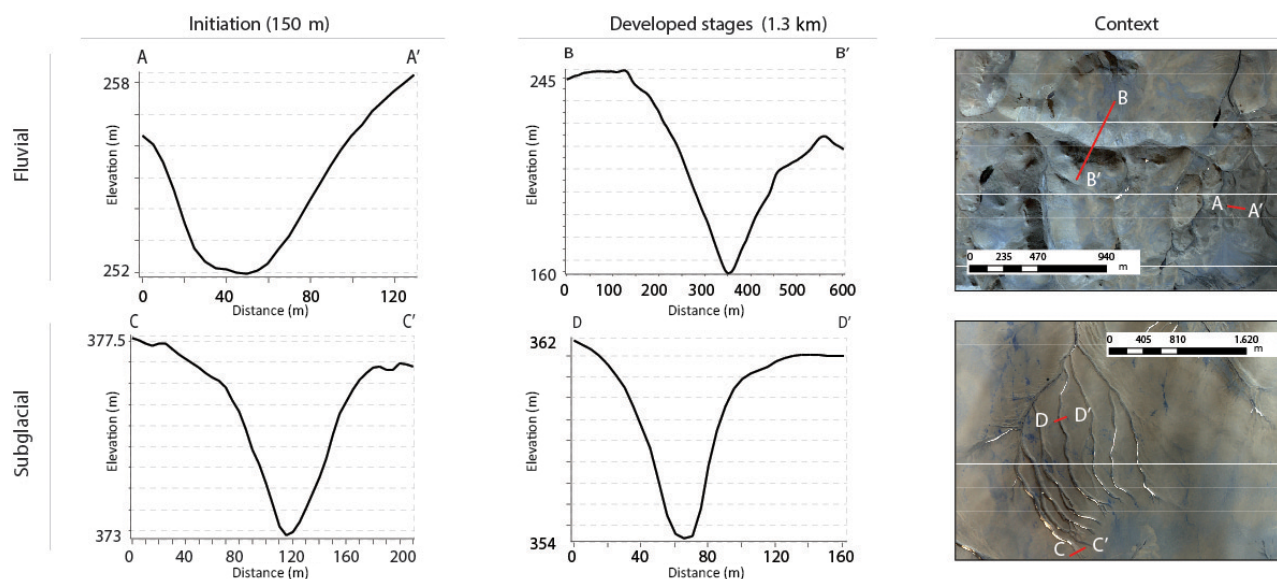 Initiation (150 m)
Developed stages (1.3 km)
Context
Fluvial
A
A′
258
252
Elevation (m)
0 40 80 120
Distance (m)
B
B′
245
160
Elevation (m)
0 100 200 300 400 500 600
Distance (m)
B
B′
A
A′
0 235 470 940
m
Subglacial
C
C′
377.5
373
Elevation (m)
0 40 80 120 160 200
Distance (m)
D
D′
362
354
Elevation (m)
0 40 80 120 160
Distance (m)
0 405 810 1.620
m
D D′
C C′